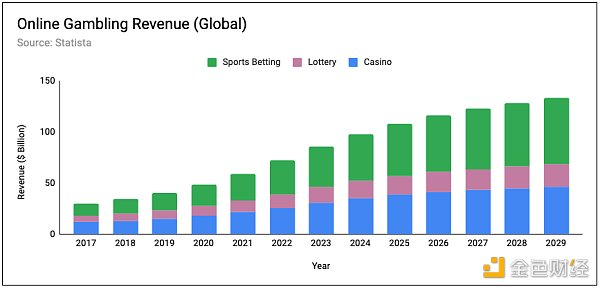 Online Gambling Revenue (Global)
Source: Statista
Sports Betting Lottery Casino
Revenue ($ Billion)
150
100
50
0
2017 2018 2019 2020 2021 2022 2023 2024 2025 2026 2027 2028 2029
Year
金色财经